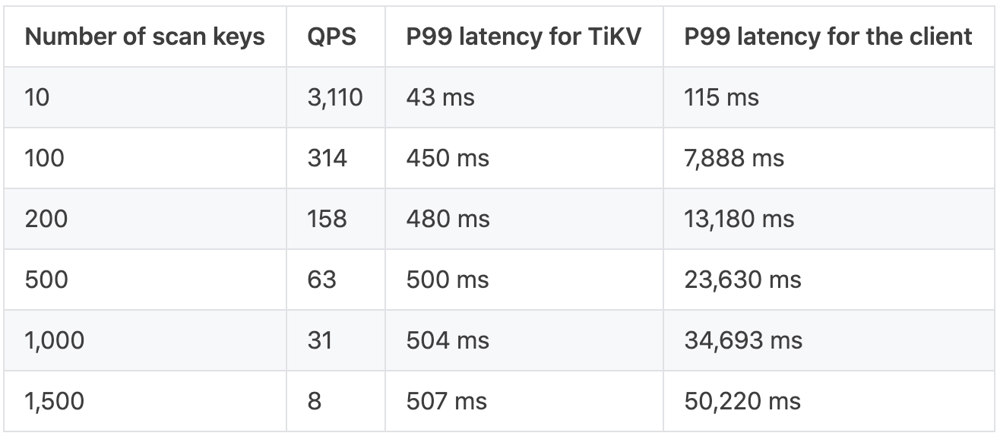 Number of scan keys QPS P99 latency for TiKV P99 latency for the client
10 3,110 43 ms 115 ms
100 314 450 ms 7,888 ms
200 158 480 ms 13,180 ms
500 63 500 ms 23,630 ms
1,000 31 504 ms 34,693 ms
1,500 8 507 ms 50,220 ms